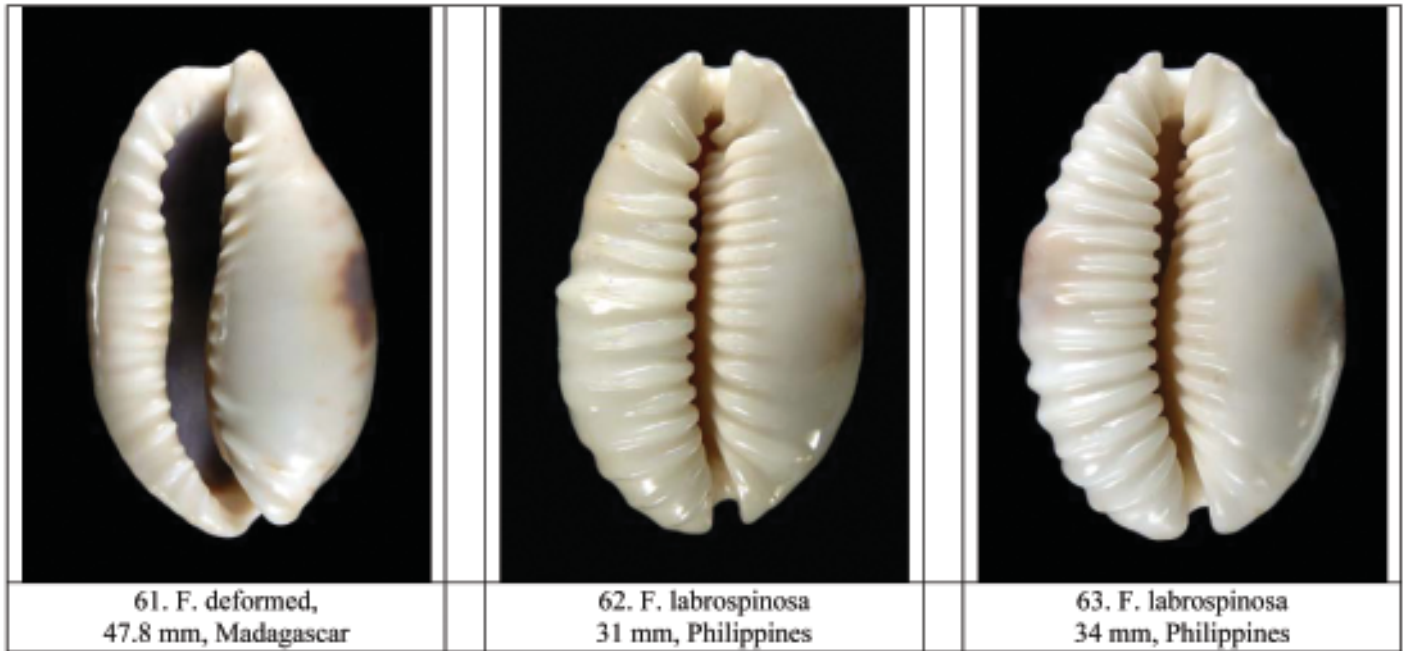 61. F. deformed,
47.8 mm, Madagascar
62. F. labrospinosa
31 mm, Philippines
63. F. labrospinosa
34 mm, Philippines